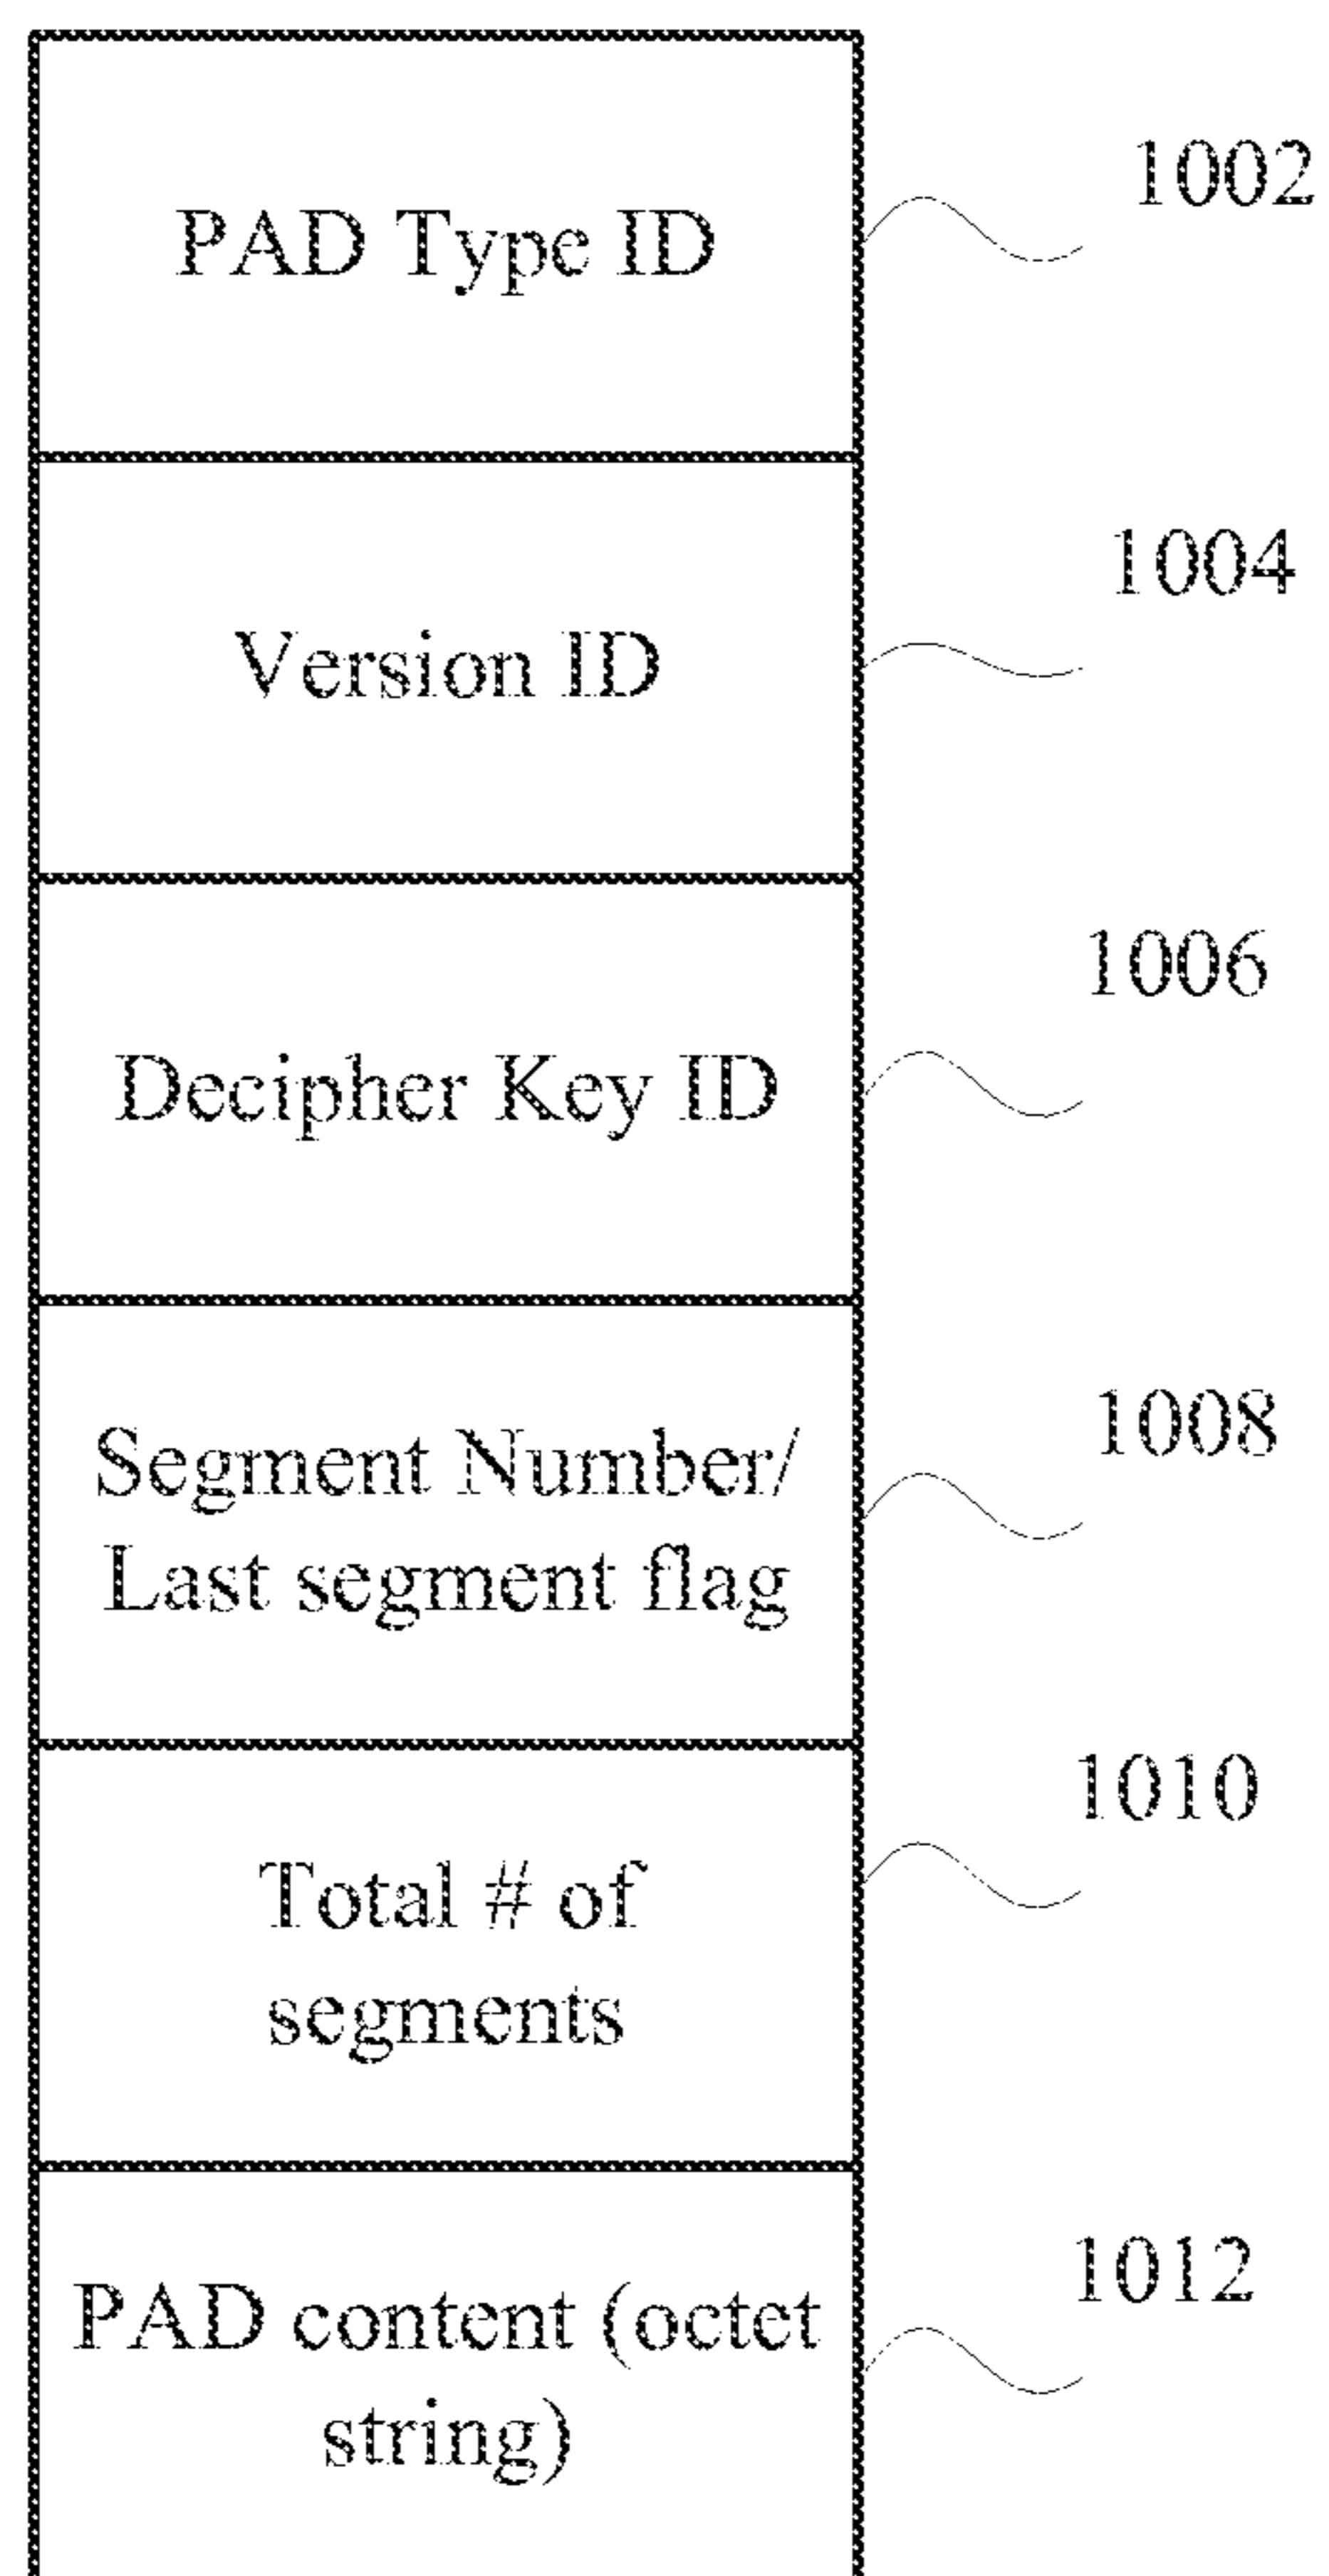 1002
PAD Type ID
1004
Version ID
1006
Decipher Key ID
1008
Segment Number/
Last segment flag
1010
Total # of
segments
1012
PAD content (octet
string)